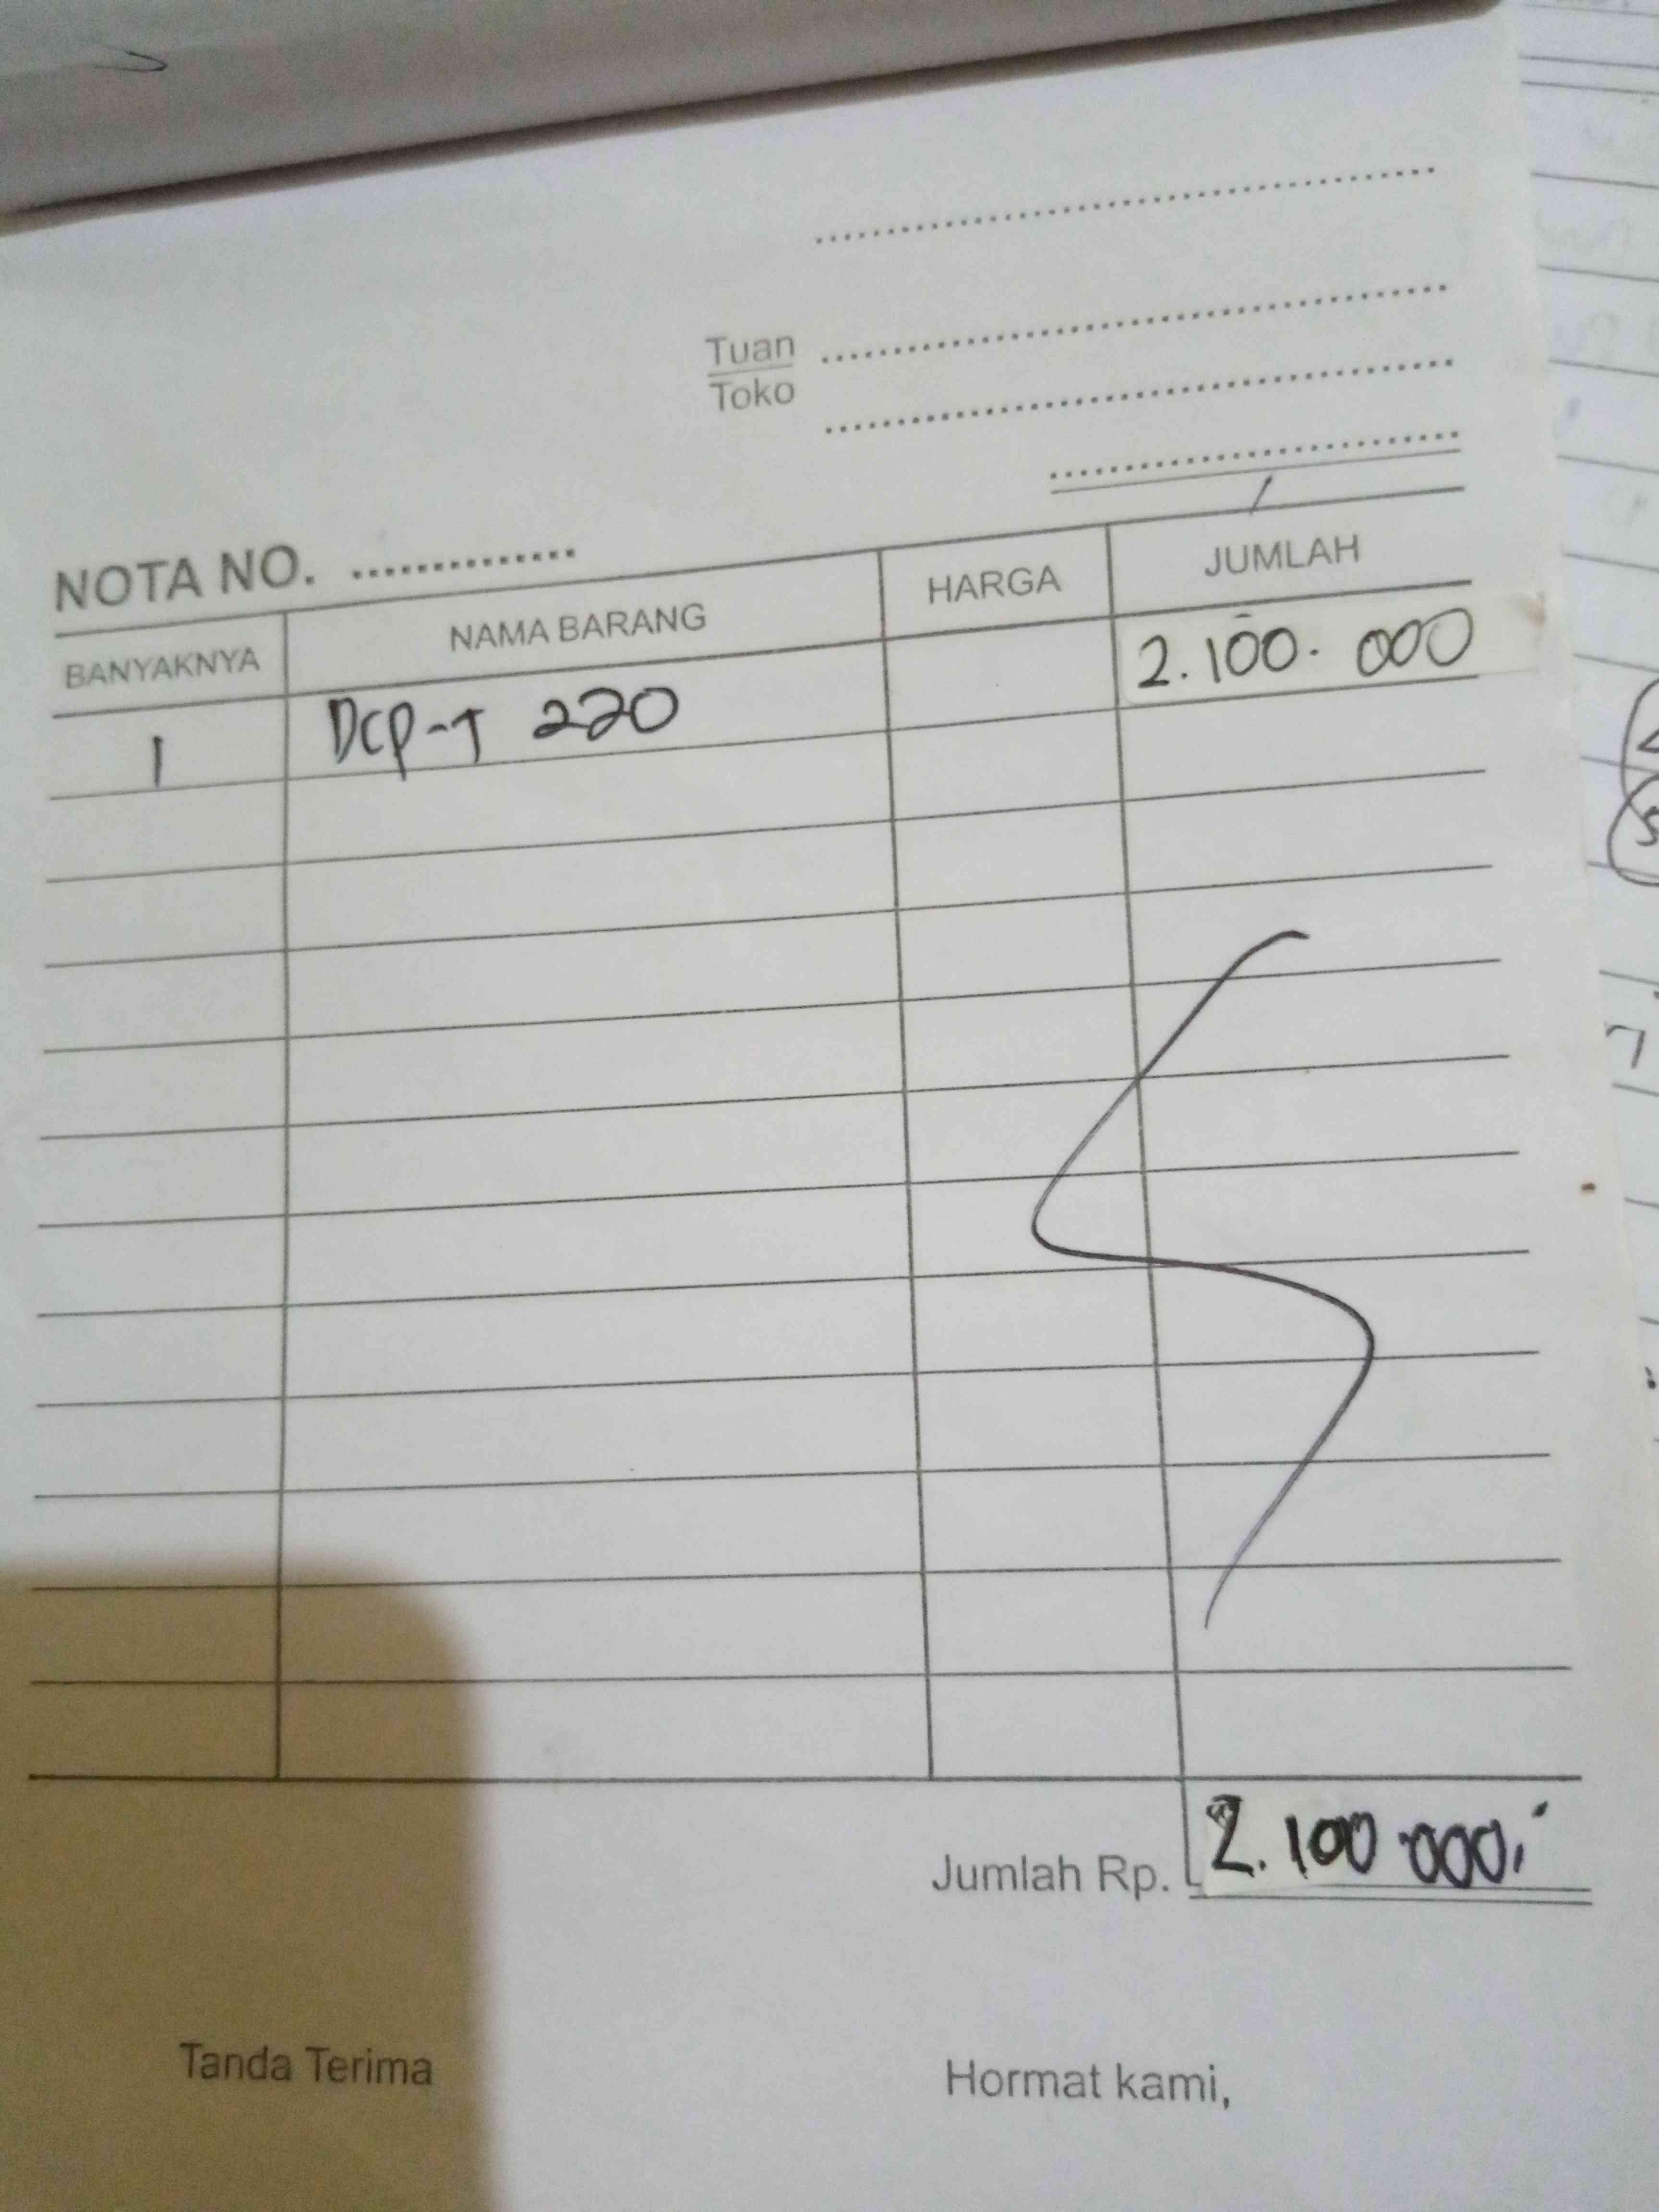 Tuan
Toko
NOTA NO. ..............
BANYAKNYA NAMA BARANG HARGA JUMLAH
1 DCP-T 220 2.100.000
Jumlah Rp. 2.100.000,-
Tanda Terima Hormat kami,